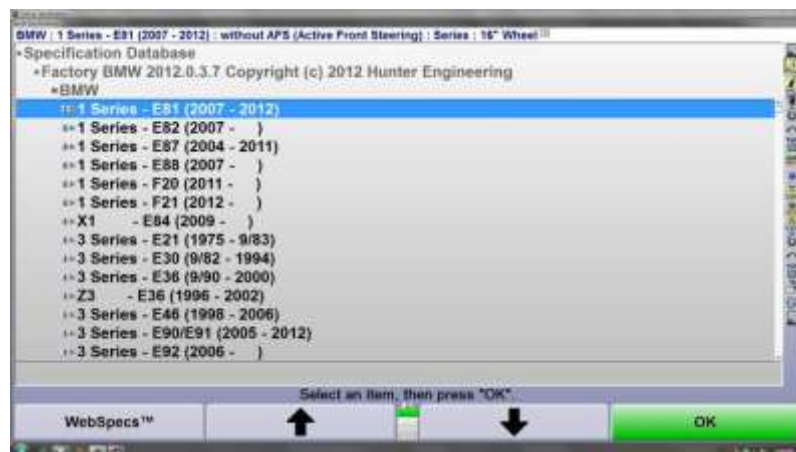 BMW : 1 Series - E81 (2007 - 2012) : without AFS (Active Front Steering) : Series : 16" Wheel
Specification Database
Factory BMW 2012.0.3.7 Copyright (c) 2012 Hunter Engineering
BMW
1 Series - E81 (2007 - 2012)
1 Series - E82 (2007 - )
1 Series - E87 (2004 - 2011)
1 Series - E88 (2007 - )
1 Series - F20 (2011 - )
1 Series - F21 (2012 - )
X1 - E84 (2009 - )
3 Series - E21 (1975 - 9/83)
3 Series - E30 (9/82 - 1994)
3 Series - E36 (9/90 - 2000)
Z3 - E36 (1996 - 2002)
3 Series - E46 (1998 - 2006)
3 Series - E90/E91 (2005 - 2012)
3 Series - E92 (2006 - )
Select an item, then press "OK".
WebSpecs™
OK